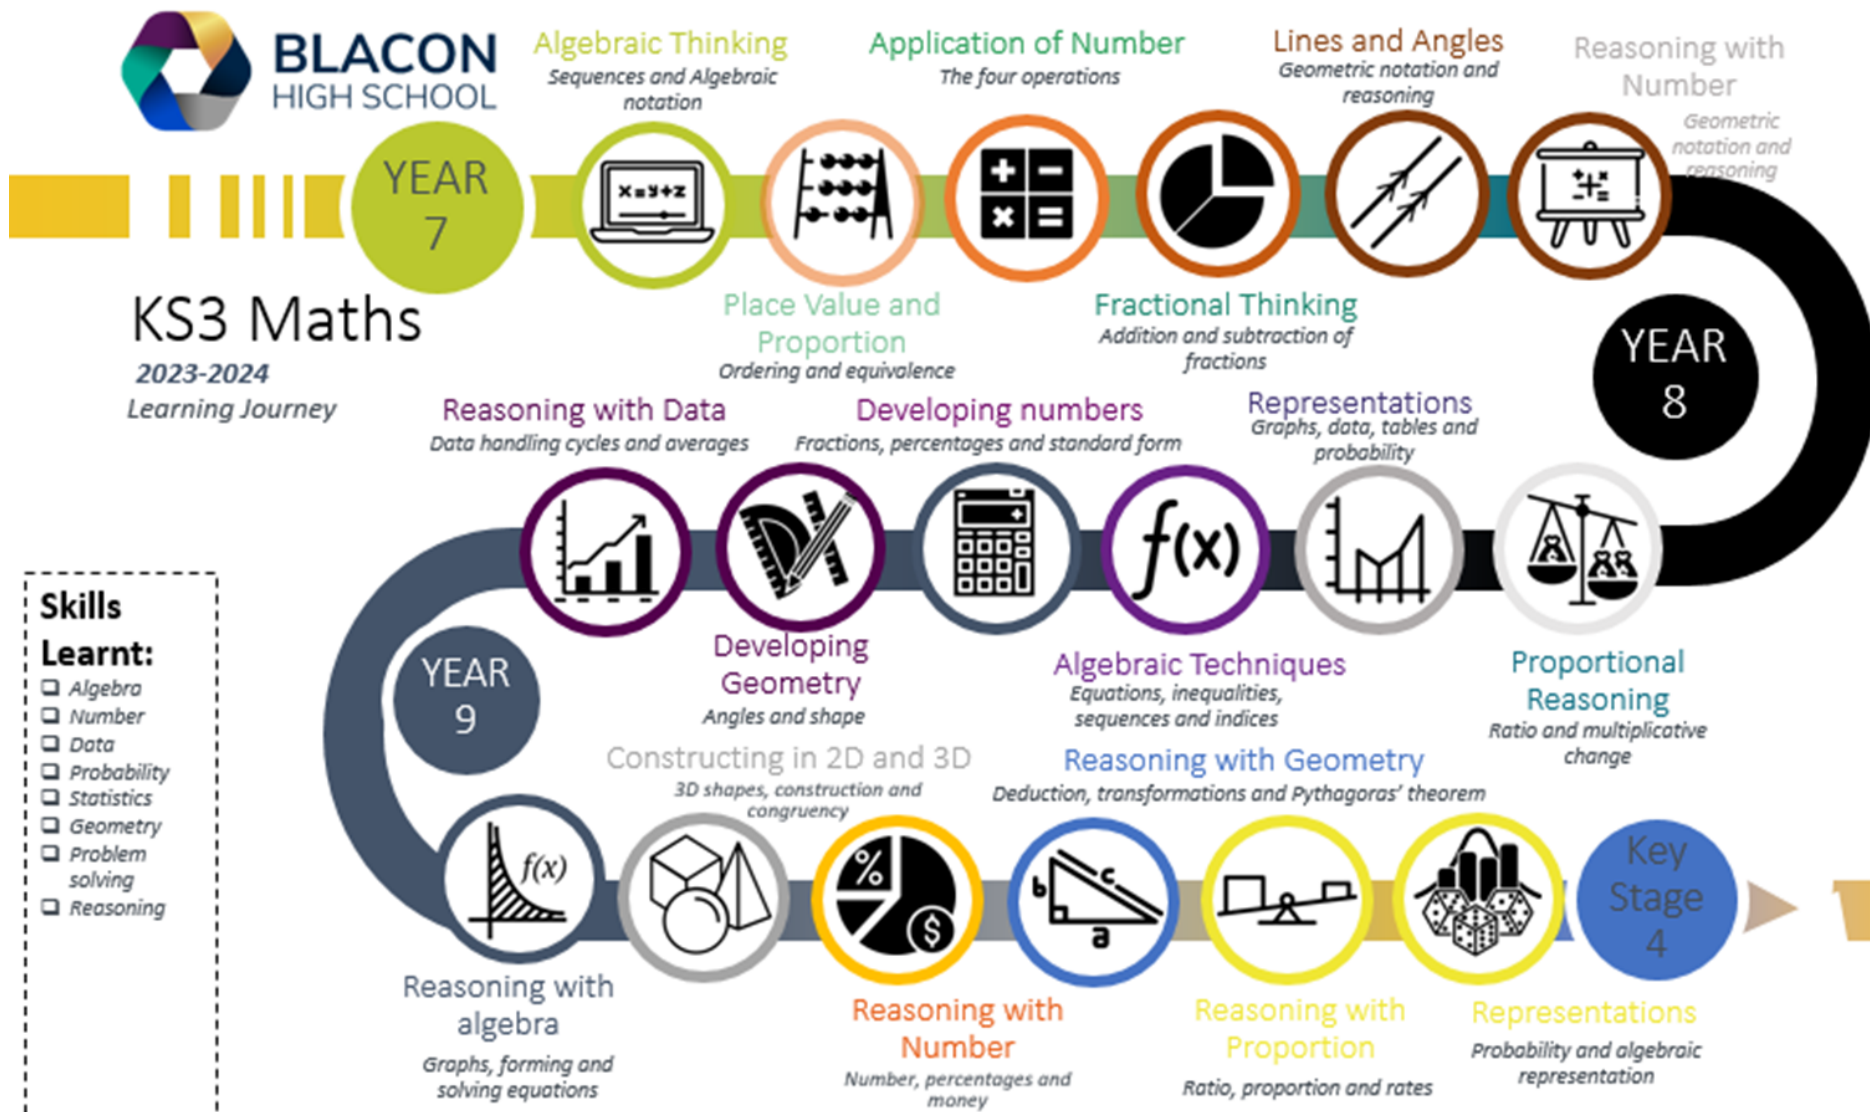 BLACON
HIGH SCHOOL
Algebraic Thinking
Sequences and Algebraic
notation
Application of Number
The four operations
Lines and Angles
Geometric notation and
reasoning
Reasoning with
Number
Geometric
notation and
reasoning
YEAR
7
x=y+z
KS3 Maths
2023-2024
Learning Journey
Place Value and
Proportion
Ordering and equivalence
Fractional Thinking
Addition and subtraction of
fractions
YEAR
8
Reasoning with Data
Data handling cycles and averages
Developing numbers
Fractions, percentages and standard form
Representations
Graphs, data, tables and
probability
f(x)
Developing
Geometry
Angles and shape
Algebraic Techniques
Equations, inequalities,
sequences and indices
Proportional
Reasoning
Ratio and multiplicative
change
YEAR
9
Skills
Learnt:
Algebra
Number
Data
Probability
Statistics
Geometry
Problem
solving
Reasoning
Constructing in 2D and 3D
3D shapes, construction and
congruency
Reasoning with Geometry
Deduction, transformations and Pythagoras' theorem
f(x)
%
$
b
c
a
Key
Stage
4
Reasoning with
algebra
Graphs, forming and
solving equations
Reasoning with
Number
Number, percentages and
money
Reasoning with
Proportion
Ratio, proportion and rates
Representations
Probability and algebraic
representation